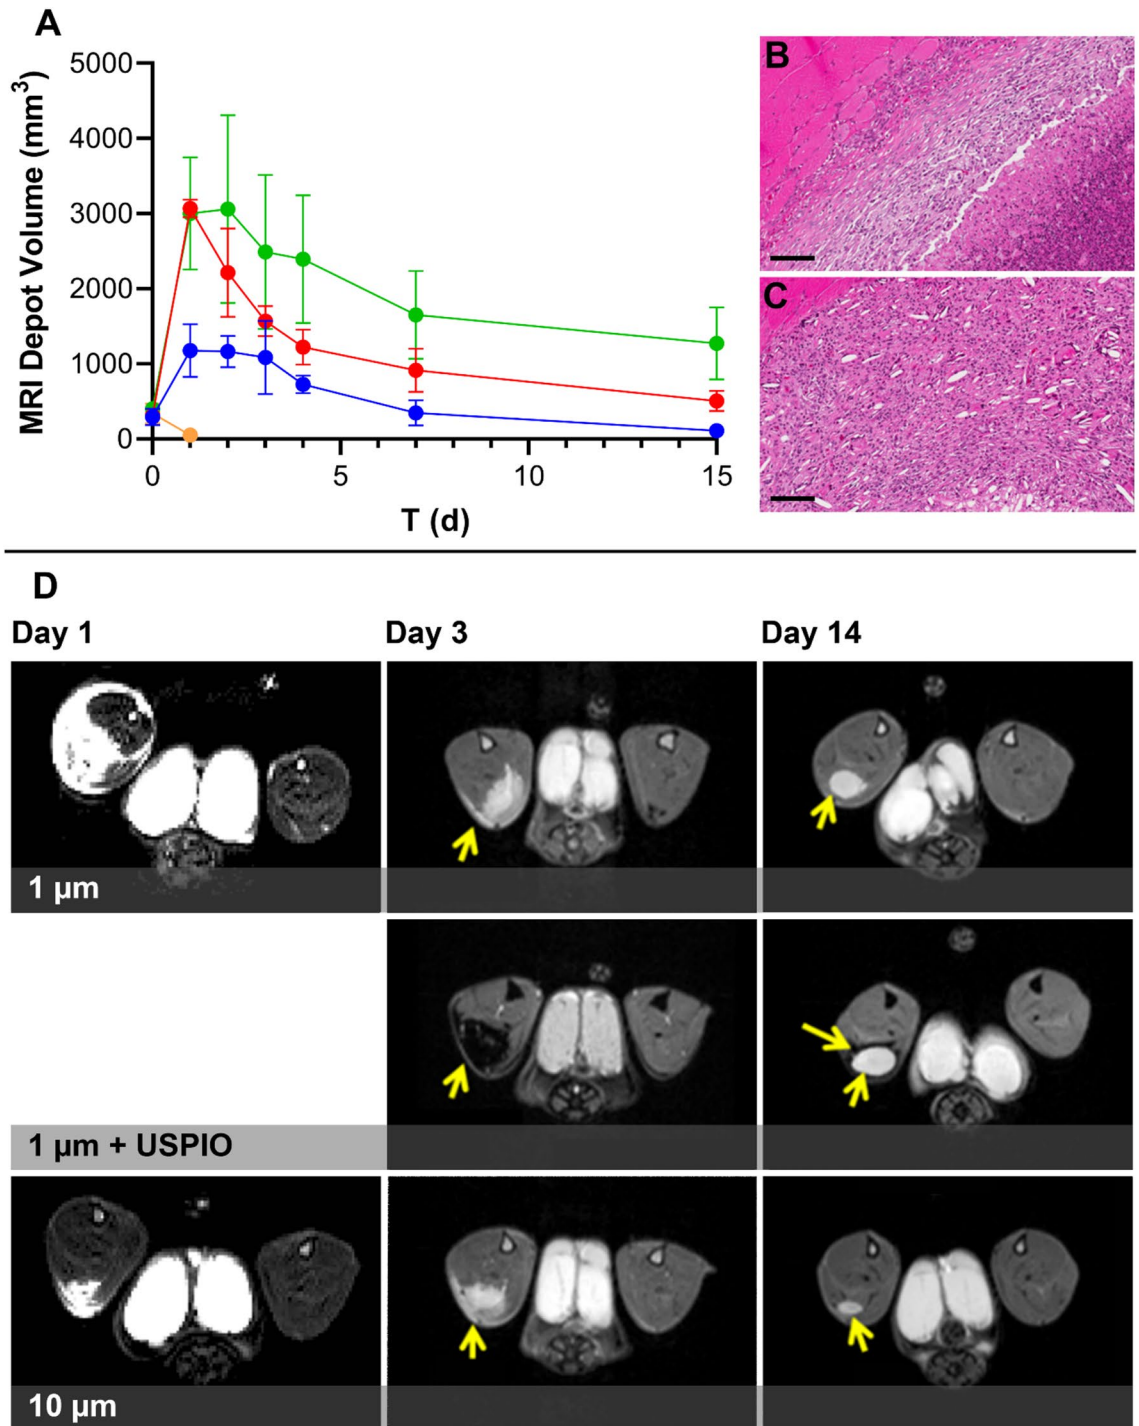 A
MRI Depot Volume (mm³)
5000
4000
3000
2000
1000
0
0 5 10 15
T (d)
B
C
D
Day 1 Day 3 Day 14
1 µm
1 µm + USPIO
10 µm